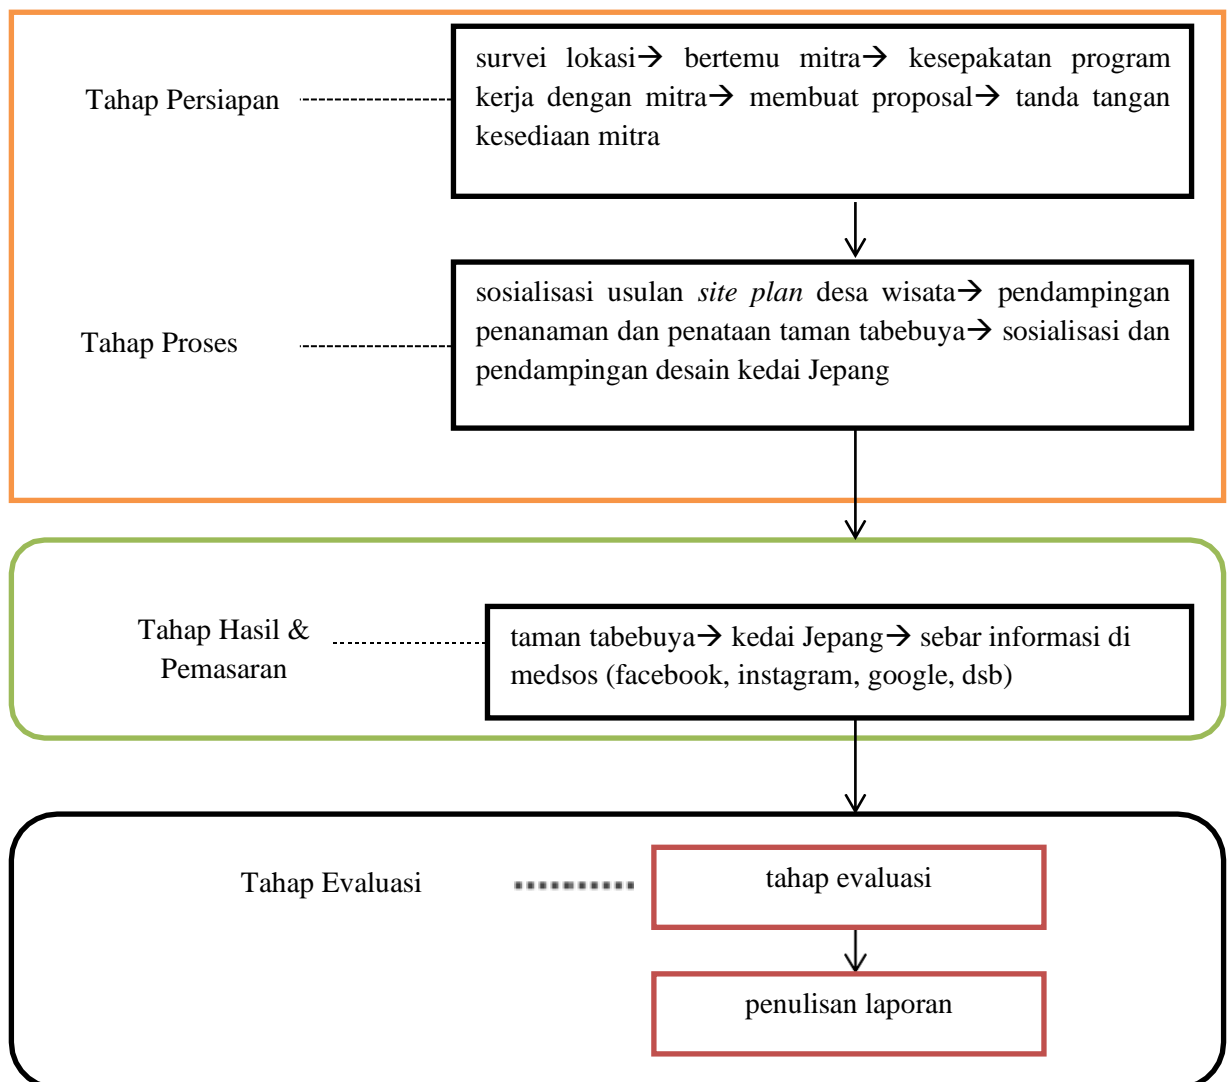 survei lokasi→ bertemu mitra→ kesepakatan program
Tahap Persiapan
kerja dengan mitra→ membuat proposal→ tanda tangan
kesediaan mitra
sosialisasi usulan site plan desa wisata→ pendampingan
Tahap Proses
penanaman dan penataan taman tabebuya→ sosialisasi dan
pendampingan desain kedai Jepang
Tahap Hasil &
Pemasaran
taman tabebuya→ kedai Jepang→ sebar informasi di
medsos (facebook, instagram, google, dsb)
Tahap Evaluasi
tahap evaluasi
penulisan laporan